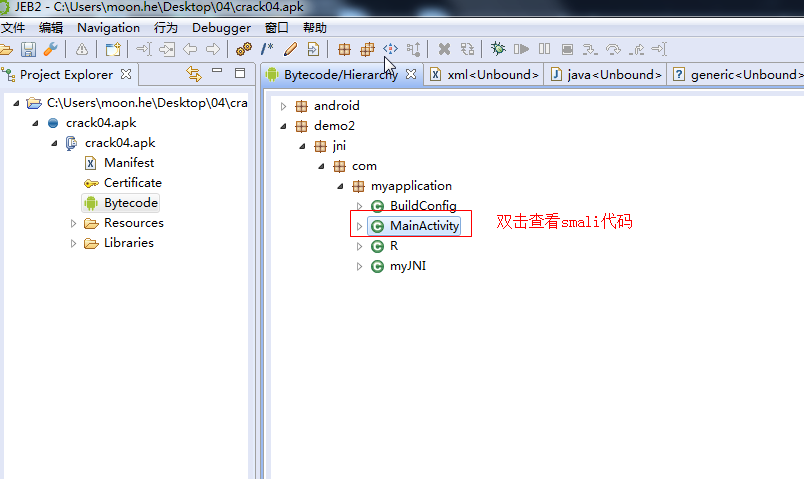 JEB2 - C:\Users\moon.he\Desktop\04\crack04.apk
文件 编辑 Navigation 行为 Debugger 窗口 帮助
Project Explorer
Bytecode/Hierarchy
xml<Unbound>
java<Unbound>
generic<Unbound>
C:\Users\moon.he\Desktop\04\cra
crack04.apk
crack04.apk
Manifest
Certificate
Bytecode
Resources
Libraries
android
demo2
jni
com
myapplication
BuildConfig
MainActivity
双击查看smali代码
R
myJNI